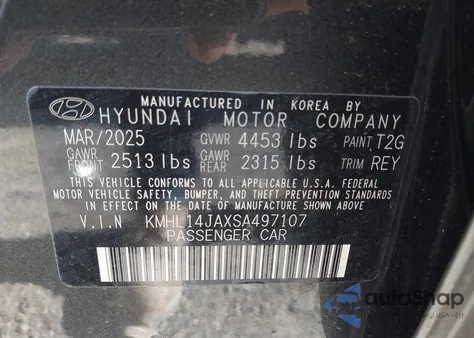 MANUFACTURED IN KOREA BY
HYUNDAI MOTOR COMPANY
MAR/2025 GVWR 4453 lbs PAINT T2G
GAWR FRONT 2513 lbs GAWR REAR 2315 lbs TRIM REY
THIS VEHICLE CONFORMS TO ALL APPLICABLE U.S.A. FEDERAL
MOTOR VEHICLE SAFETY, BUMPER, AND THEFT PREVENTION STANDARDS
IN EFFECT ON THE DATE OF MANUFACTURE SHOWN ABOVE.
V.I.N KMHL14JAXSA497107
PASSENGER CAR
autoSnap